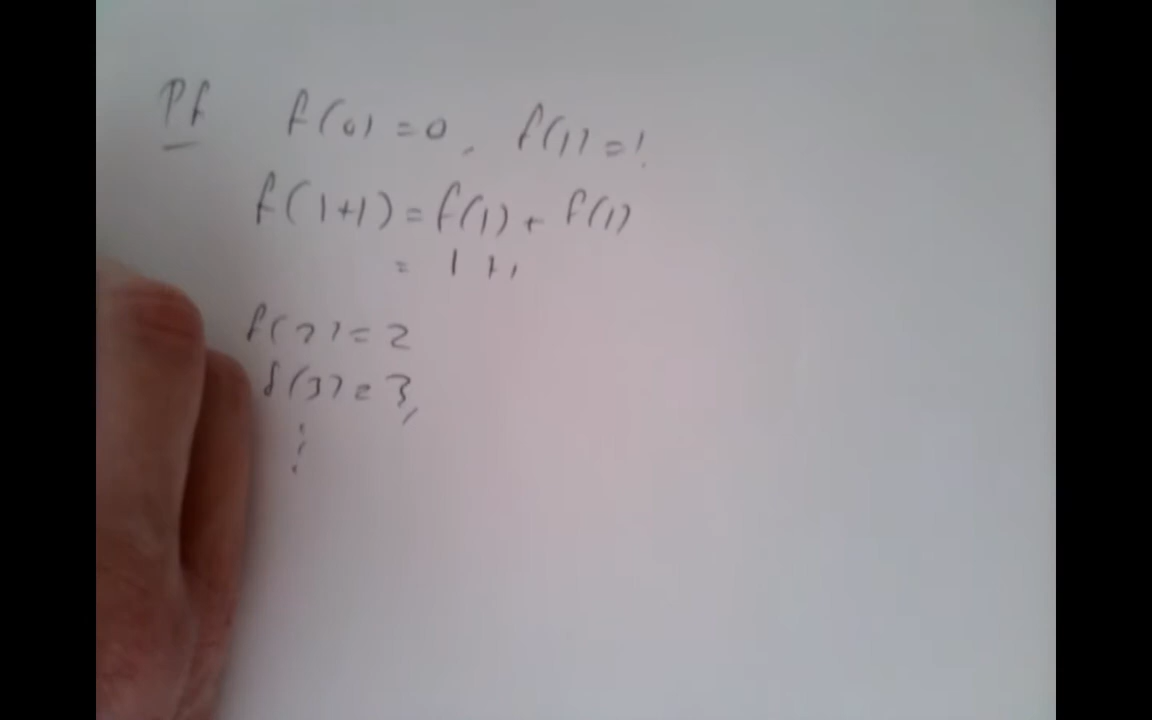 Pf f(0) = 0, f(1) = 1.
f(1+1) = f(1) + f(1)
= 1 + 1
f(2) = 2
f(3) = 3,
⋮